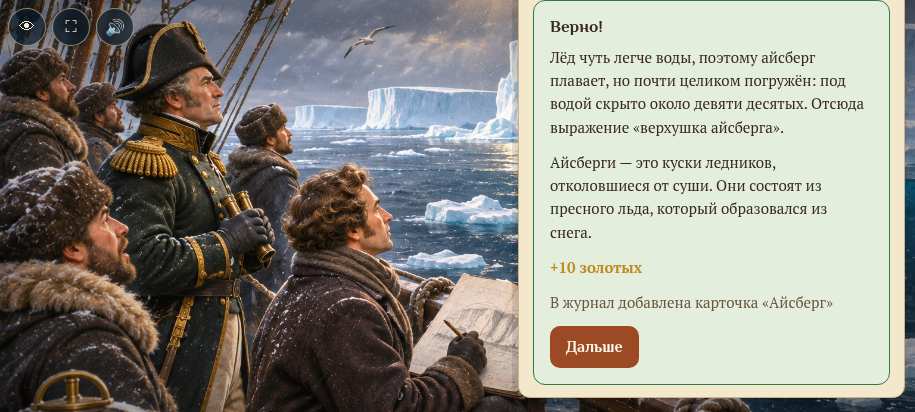 Верно!
Лёд чуть легче воды, поэтому айсберг
плавает, но почти целиком погружён: под
водой скрыто около девяти десятых. Отсюда
выражение «верхушка айсберга».
Айсберги — это куски ледников,
отколовшиеся от суши. Они состоят из
пресного льда, который образовался из
снега.
+10 золотых
В журнал добавлена карточка «Айсберг»
Дальше